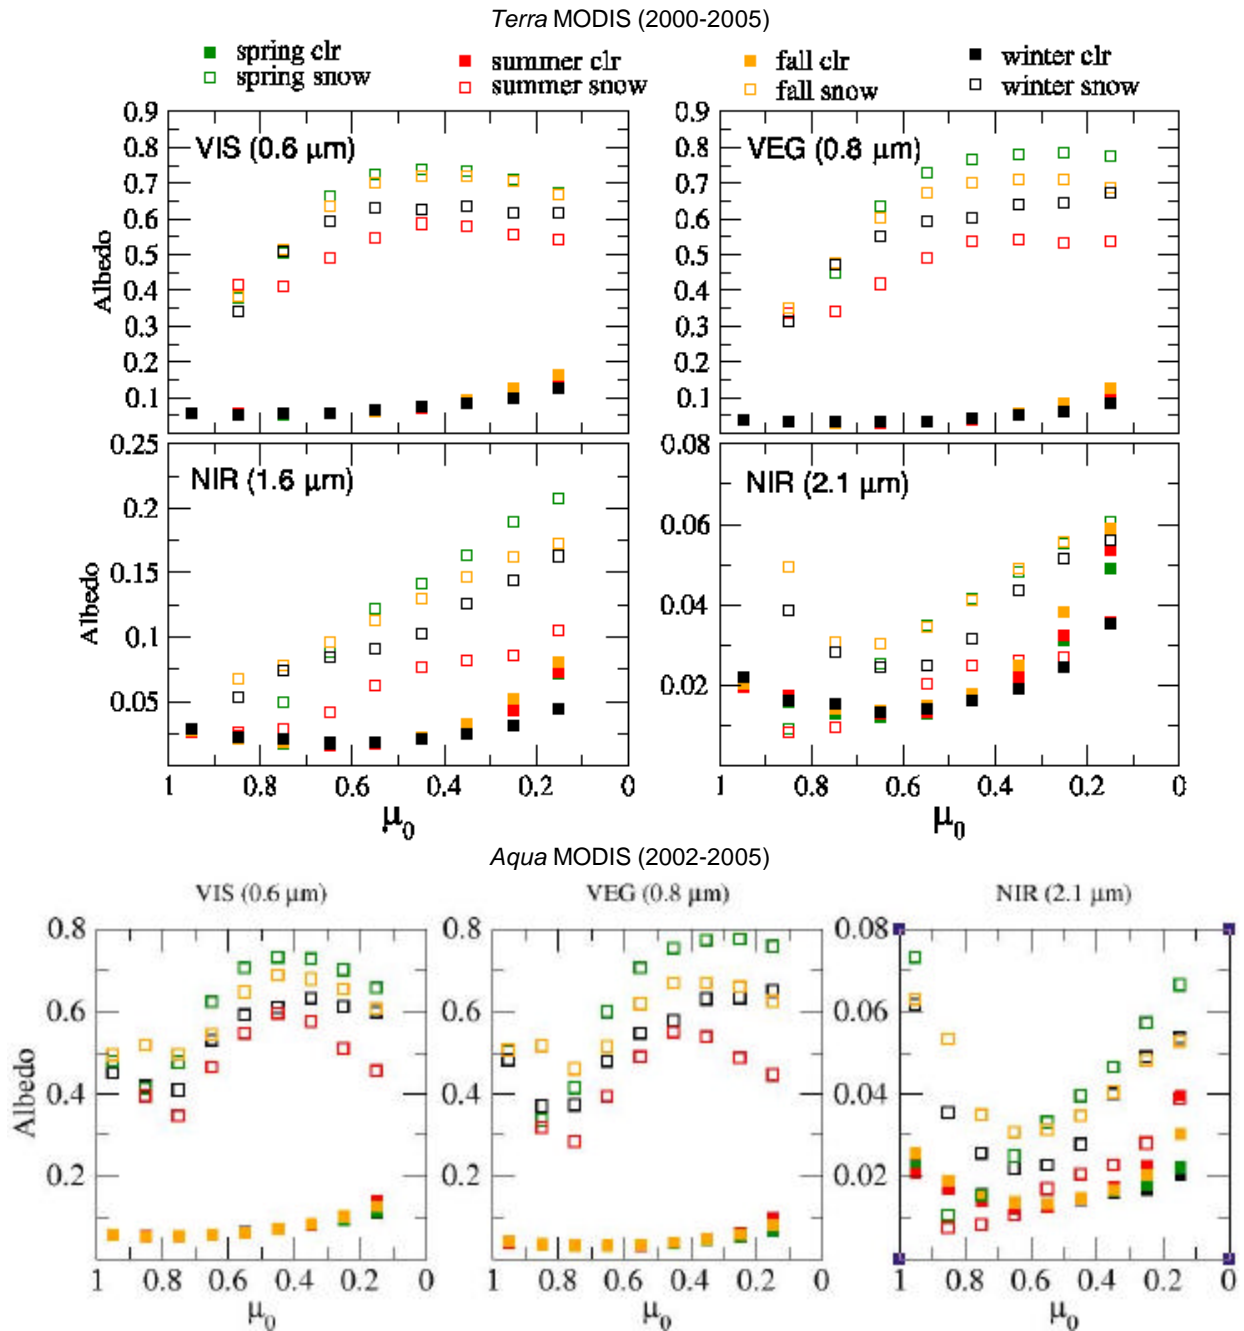 Terra MODIS (2000-2005)
spring clr summer clr fall clr winter clr
spring snow summer snow fall snow winter snow
0.9 0.9
VIS (0.6 µm) VEG (0.8 µm)
0.8 0.8
0.7 0.7
0.6 0.6
0.5 0.5
Albedo
0.4 0.4
0.3 0.3
0.2 0.2
0.1 0.1
0.25 0.08
NIR (1.6 µm) NIR (2.1 µm)
0.2 0.06
0.15
Albedo
0.04
0.1
0.05 0.02
1 0.8 0.6 0.4 0.2 0 1 0.8 0.6 0.4 0.2 0
µ0 µ0
Aqua MODIS (2002-2005)
VIS (0.6 µm) VEG (0.8 µm) NIR (2.1 µm)
0.8 0.8 0.08
0.6 0.6 0.06
Albedo
0.4 0.4 0.04
0.2 0.2 0.02
0
1 0.8 0.6 0.4 0.2 0 1 0.8 0.6 0.4 0.2 0 1 0.8 0.6 0.4 0.2 0
µ0 µ0 µ0